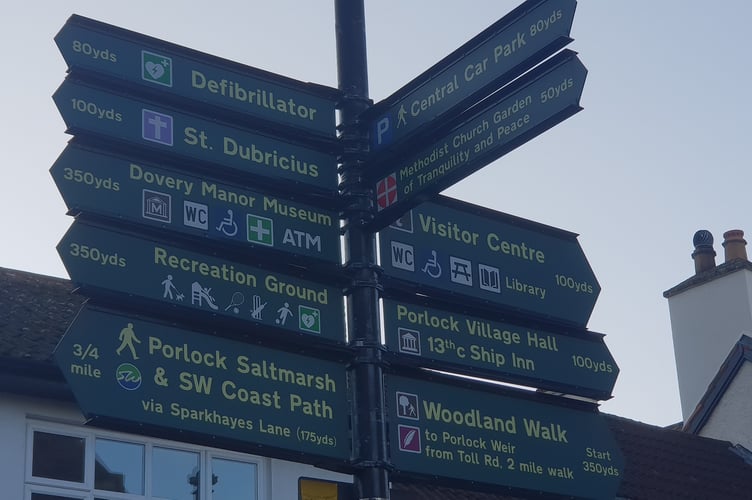 80yds Defibrillator
100yds St. Dubricius
350yds Dovery Manor Museum
M WC ATM
350yds Recreation Ground
3/4 mile
Porlock Saltmarsh
& SW Coast Path
via Sparkhayes Lane (175yds)
SW
P Central Car Park 80yds
Methodist Church Garden
of Tranquility and Peace 50yds
Visitor Centre
WC Library 100yds
Porlock Village Hall
13thc Ship Inn 100yds
Woodland Walk
to Porlock Weir
from Toll Rd. 2 mile walk
Start
350yds